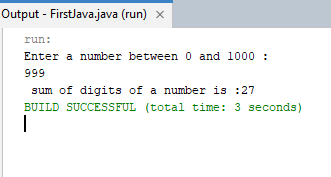 Output - FirstJava.java (run) ×
run:
Enter a number between 0 and 1000 :
999
 sum of digits of a number is :27
BUILD SUCCESSFUL (total time: 3 seconds)